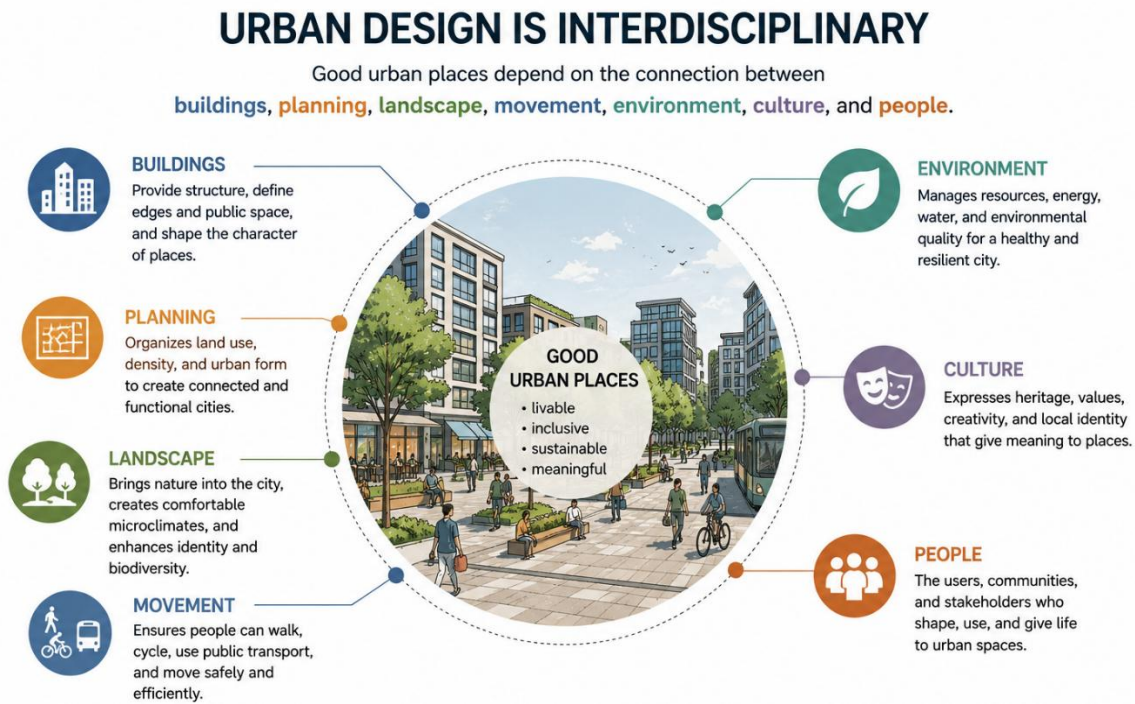 URBAN DESIGN IS INTERDISCIPLINARY
Good urban places depend on the connection between
buildings, planning, landscape, movement, environment, culture, and people.
BUILDINGS
Provide structure, define
edges and public space,
and shape the character
of places.
PLANNING
Organizes land use,
density, and urban form
to create connected and
functional cities.
LANDSCAPE
Brings nature into the city,
creates comfortable
microclimates, and
enhances identity and
biodiversity.
MOVEMENT
Ensures people can walk,
cycle, use public transport,
and move safely and
efficiently.
GOOD
URBAN PLACES
• livable
• inclusive
• sustainable
• meaningful
ENVIRONMENT
Manages resources, energy,
water, and environmental
quality for a healthy and
resilient city.
CULTURE
Expresses heritage, values,
creativity, and local identity
that give meaning to places.
PEOPLE
The users, communities,
and stakeholders who
shape, use, and give life
to urban spaces.